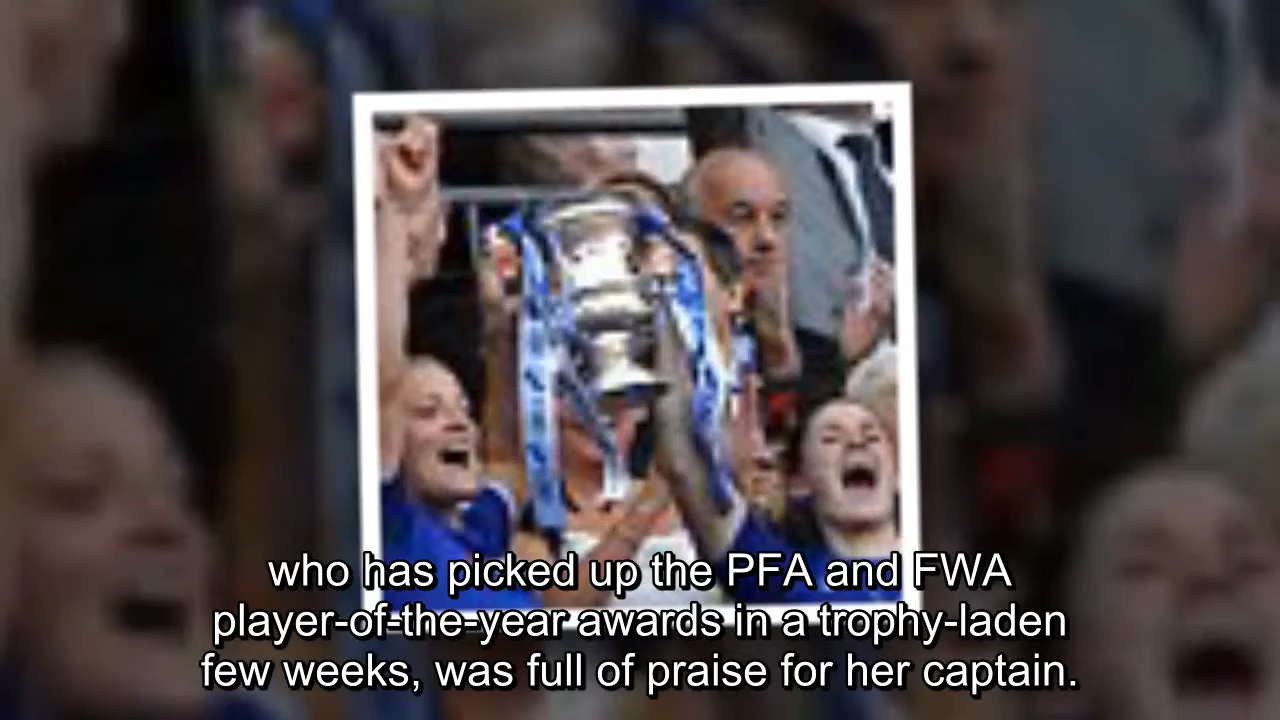 who has picked up the PFA and FWA
player-of-the-year awards in a trophy-laden
few weeks, was full of praise for her captain.